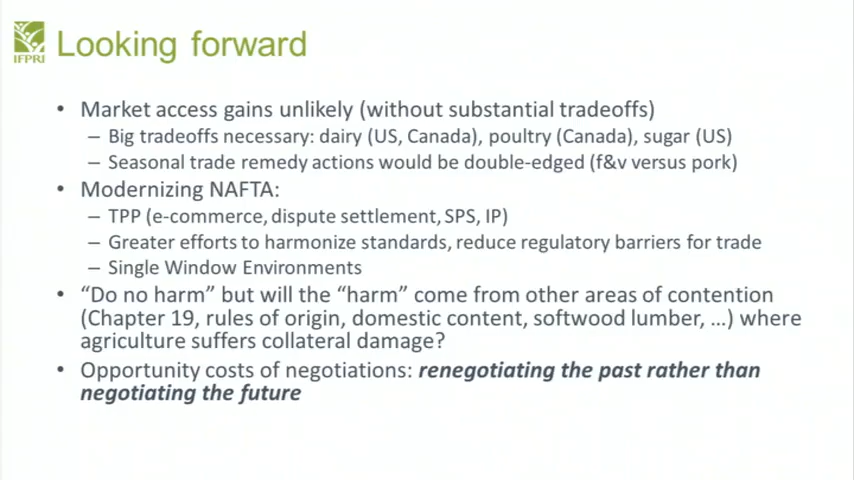 IFPRI
Looking forward
• Market access gains unlikely (without substantial tradeoffs)
– Big tradeoffs necessary: dairy (US, Canada), poultry (Canada), sugar (US)
– Seasonal trade remedy actions would be double-edged (f&v versus pork)
• Modernizing NAFTA:
– TPP (e-commerce, dispute settlement, SPS, IP)
– Greater efforts to harmonize standards, reduce regulatory barriers for trade
– Single Window Environments
• “Do no harm” but will the “harm” come from other areas of contention
(Chapter 19, rules of origin, domestic content, softwood lumber, …) where
agriculture suffers collateral damage?
• Opportunity costs of negotiations: renegotiating the past rather than
negotiating the future